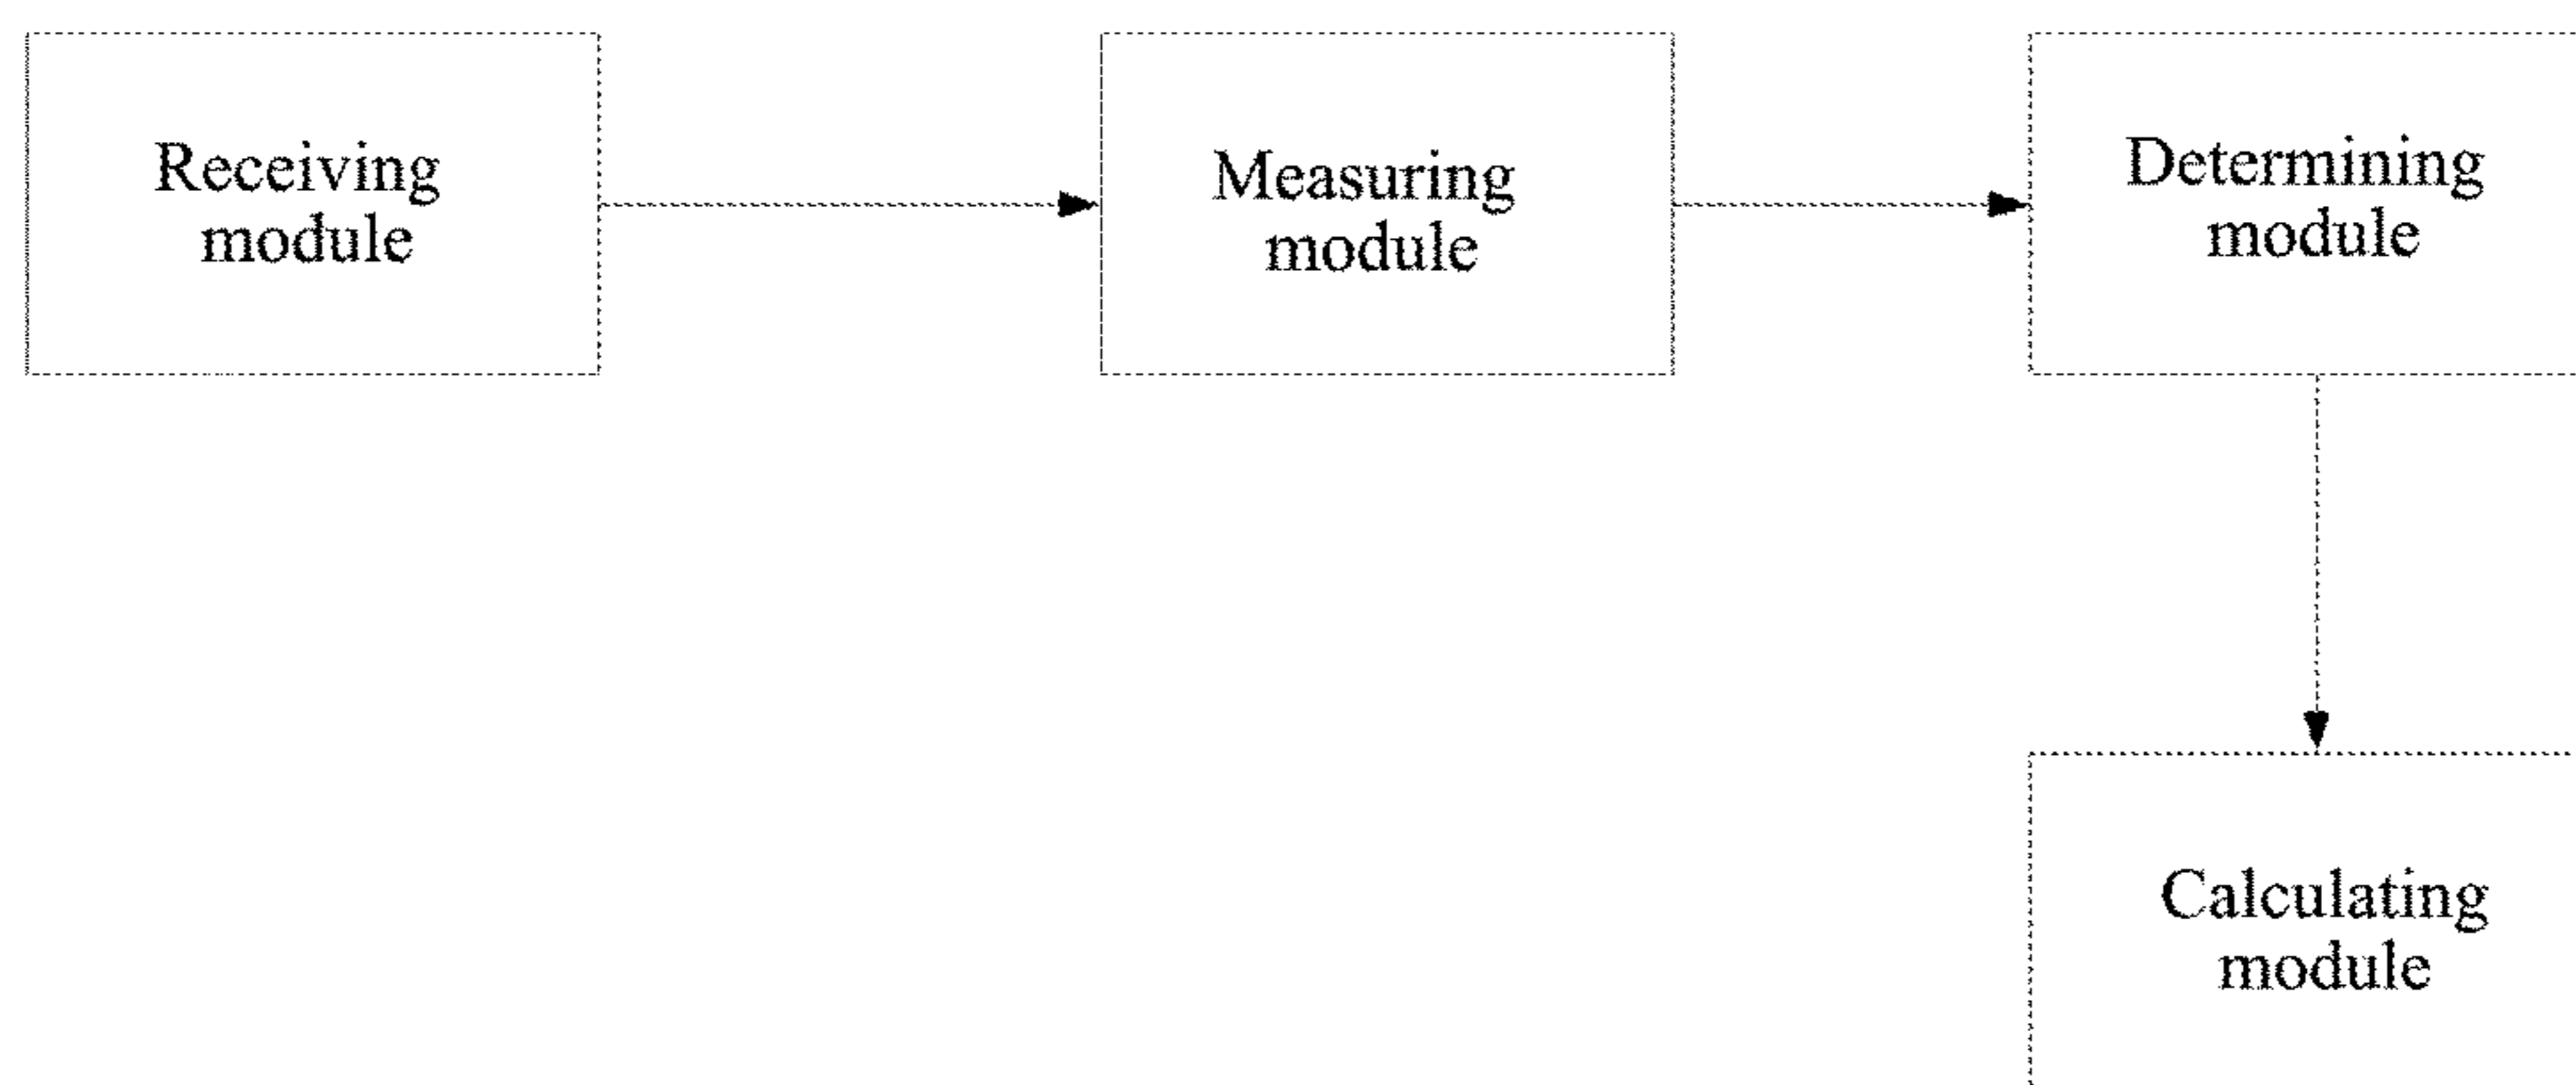 Receiving
module
Measuring
module
Determining
module
Calculating
module